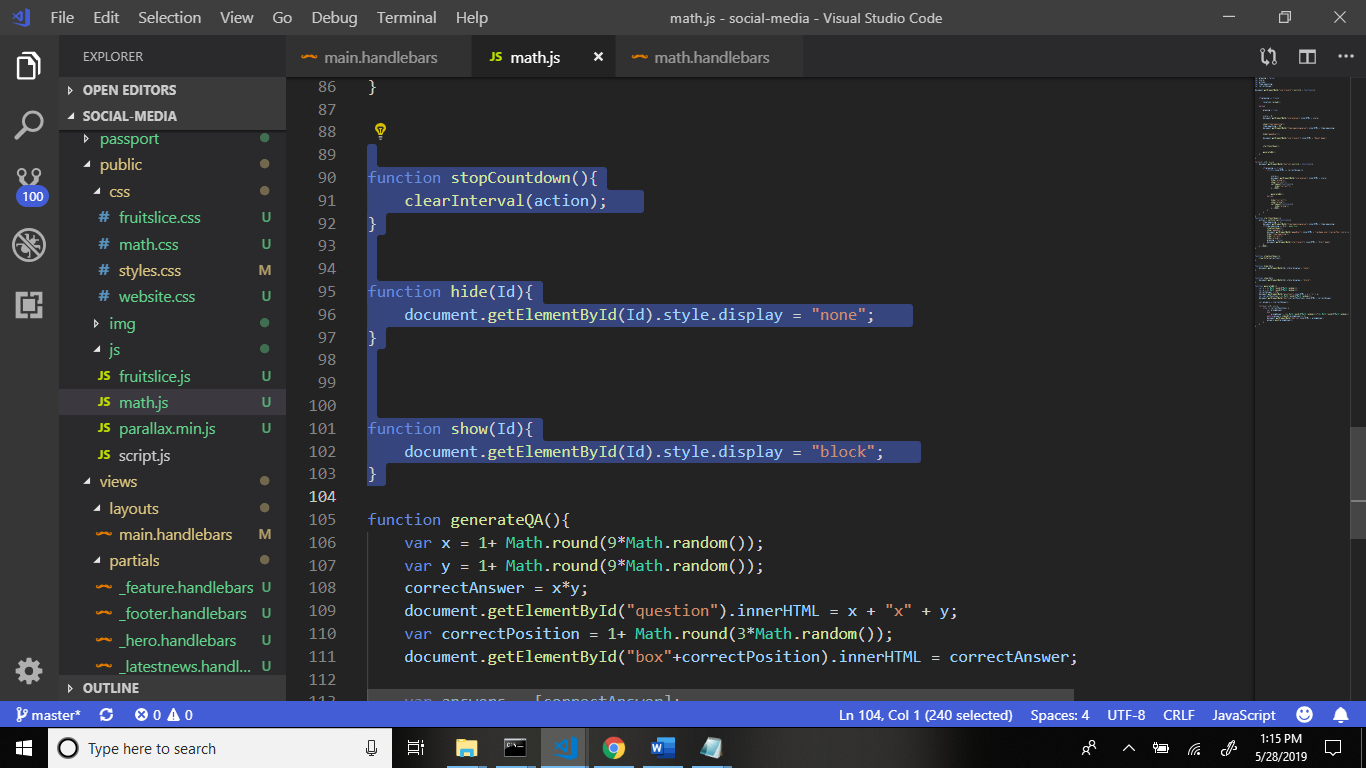 File Edit Selection View Go Debug Terminal Help math.js - social-media - Visual Studio Code
EXPLORER
OPEN EDITORS
SOCIAL-MEDIA
passport
public
css
# fruitslice.css U
# math.css U
# styles.css M
# website.css U
img
js
JS fruitslice.js U
JS math.js U
JS parallax.min.js U
JS script.js
views
layouts
main.handlebars M
partials
_feature.handlebars U
_footer.handlebars U
_hero.handlebars U
_latestnews.handl... U
OUTLINE
100
main.handlebars JS math.js × math.handlebars
86 }
87
88
89
90 function stopCountdown(){
91 clearInterval(action);
92 }
93
94
95 function hide(Id){
96 document.getElementById(Id).style.display = "none";
97 }
98
99
100
101 function show(Id){
102 document.getElementById(Id).style.display = "block";
103 }
104
105 function generateQA(){
106 var x = 1+ Math.round(9*Math.random());
107 var y = 1+ Math.round(9*Math.random());
108 correctAnswer = x*y;
109 document.getElementById("question").innerHTML = x + "x" + y;
110 var correctPosition = 1+ Math.round(3*Math.random());
111 document.getElementById("box"+correctPosition).innerHTML = correctAnswer;
112
113 var answers = [correctAnswer];
master* 0 0 Ln 104, Col 1 (240 selected) Spaces: 4 UTF-8 CRLF JavaScript
Type here to search
1:15 PM
5/28/2019